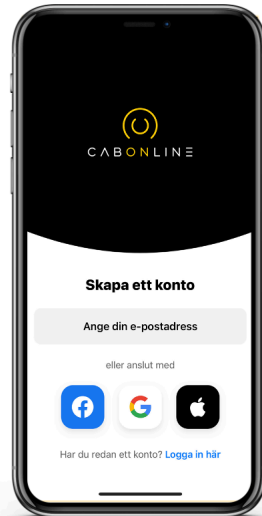 CABONLINE
Skapa ett konto
Ange din e-postadress
eller anslut med
Har du redan ett konto? Logga in här